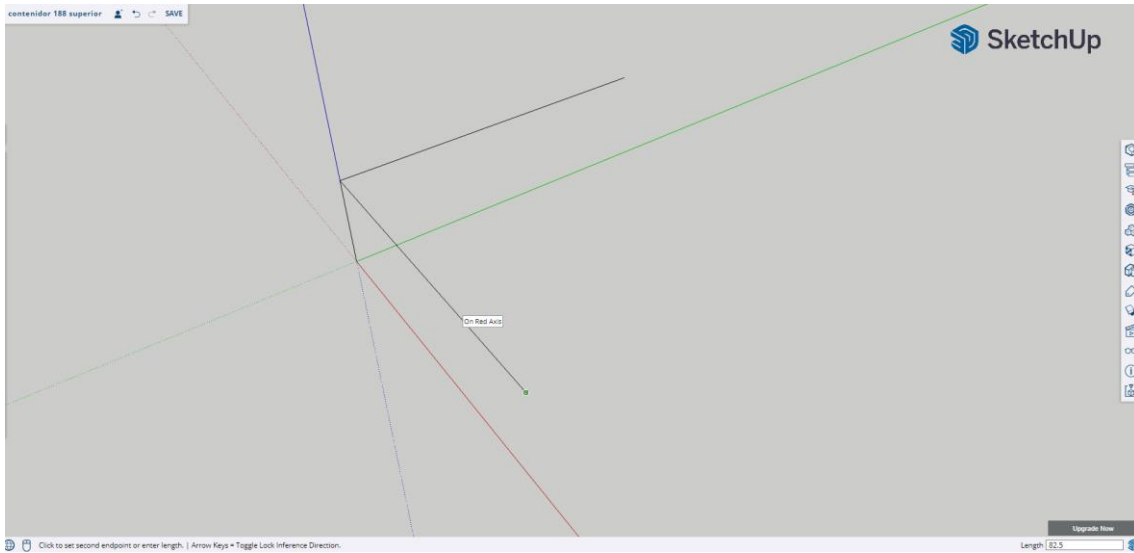 contenidor 188 superior SAVE
SketchUp
On Red Axis
Upgrade Now
Click to set second endpoint or enter length. | Arrow Keys = Toggle Lock Inference Direction.
Length 82.5